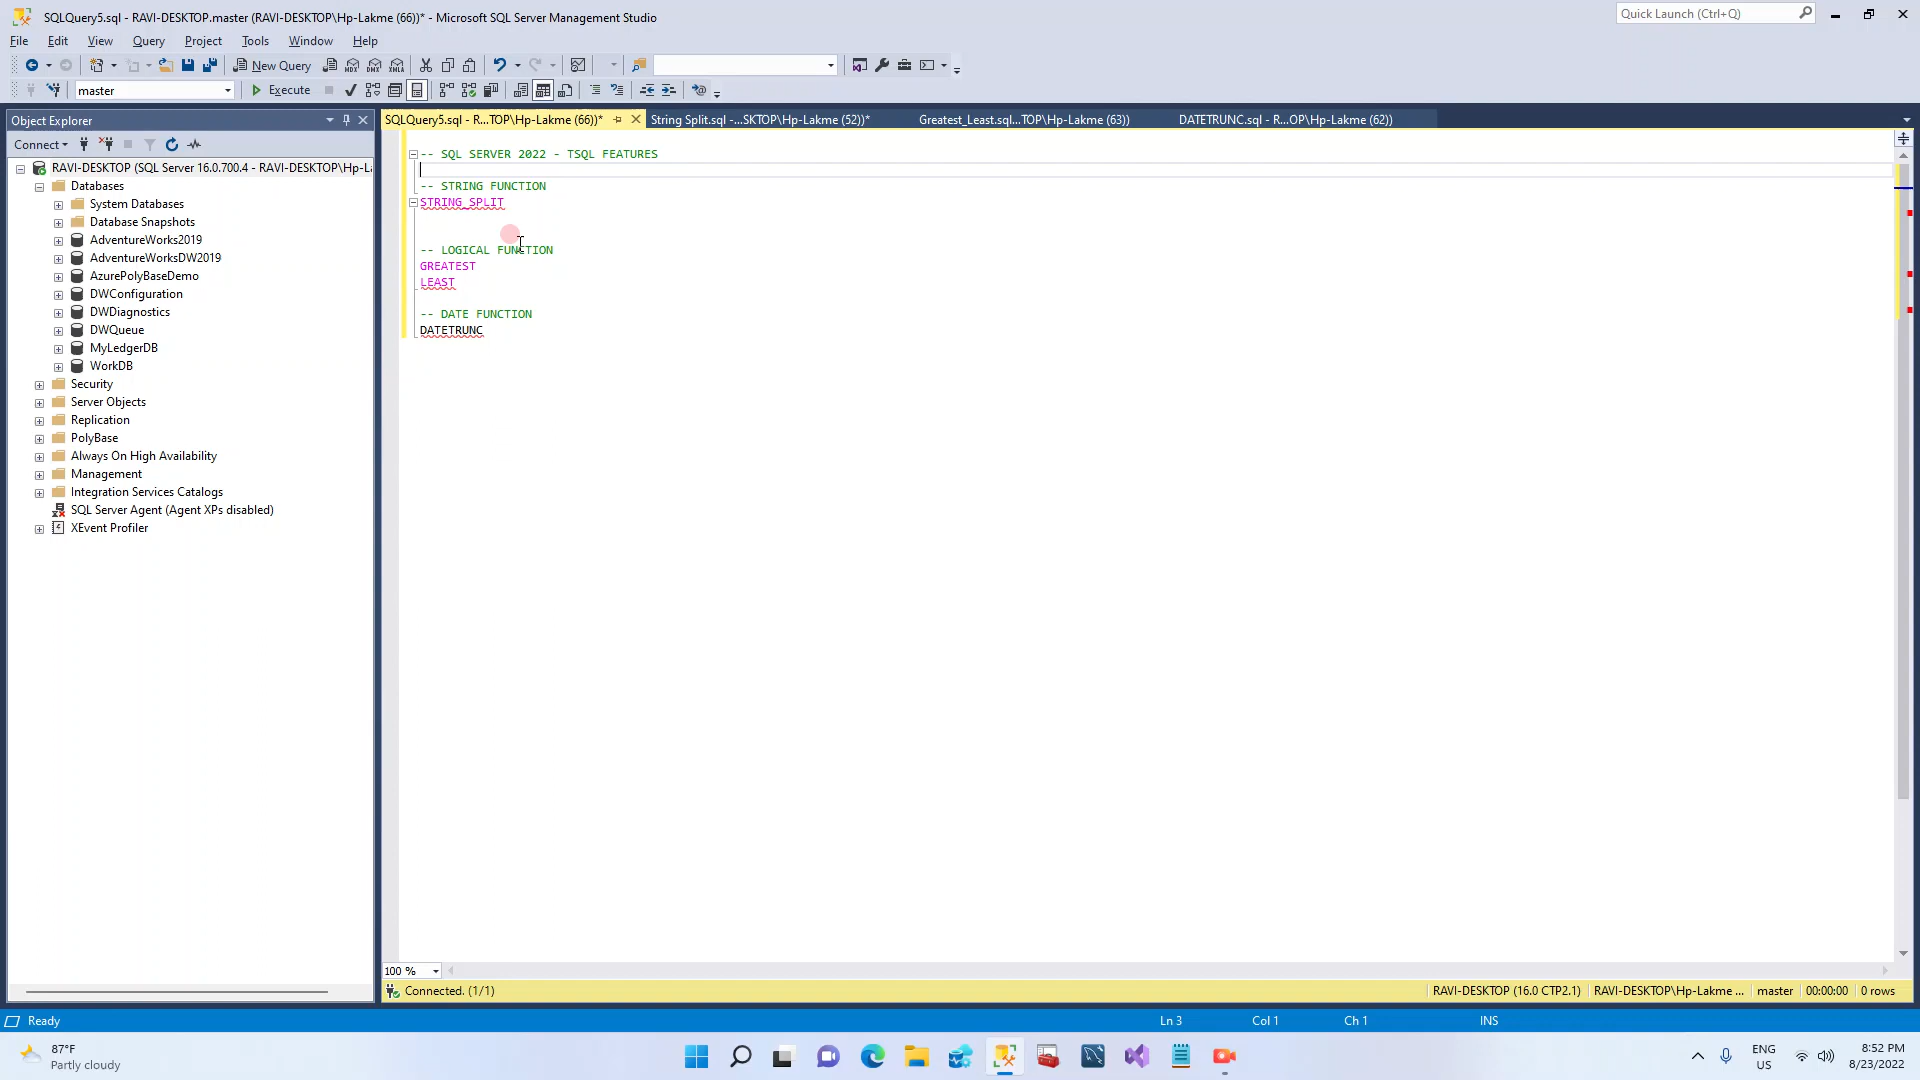 SQLQuery5.sql - RAVI-DESKTOP.master (RAVI-DESKTOP\Hp-Lakme (66))* - Microsoft SQL Server Management Studio
Quick Launch (Ctrl+Q)
File Edit View Query Project Tools Window Help
New Query
MDX DMX XMLA
master
Execute
Object Explorer
SQLQuery5.sql - R...TOP\Hp-Lakme (66))*
String Split.sql -...SKTOP\Hp-Lakme (52))*
Greatest_Least.sql...TOP\Hp-Lakme (63))
DATETRUNC.sql - R...OP\Hp-Lakme (62))
Connect
RAVI-DESKTOP (SQL Server 16.0.700.4 - RAVI-DESKTOP\Hp-La
Databases
System Databases
Database Snapshots
AdventureWorks2019
AdventureWorksDW2019
AzurePolyBaseDemo
DWConfiguration
DWDiagnostics
DWQueue
MyLedgerDB
WorkDB
Security
Server Objects
Replication
PolyBase
Always On High Availability
Management
Integration Services Catalogs
SQL Server Agent (Agent XPs disabled)
XEvent Profiler
-- SQL SERVER 2022 - TSQL FEATURES
-- STRING FUNCTION
STRING_SPLIT
-- LOGICAL FUNCTION
GREATEST
LEAST
-- DATE FUNCTION
DATETRUNC
100 %
Connected. (1/1)
RAVI-DESKTOP (16.0 CTP2.1)
RAVI-DESKTOP\Hp-Lakme ...
master
00:00:00
0 rows
Ready
Ln 3
Col 1
Ch 1
INS
87°F
Partly cloudy
ENG
US
8:52 PM
8/23/2022